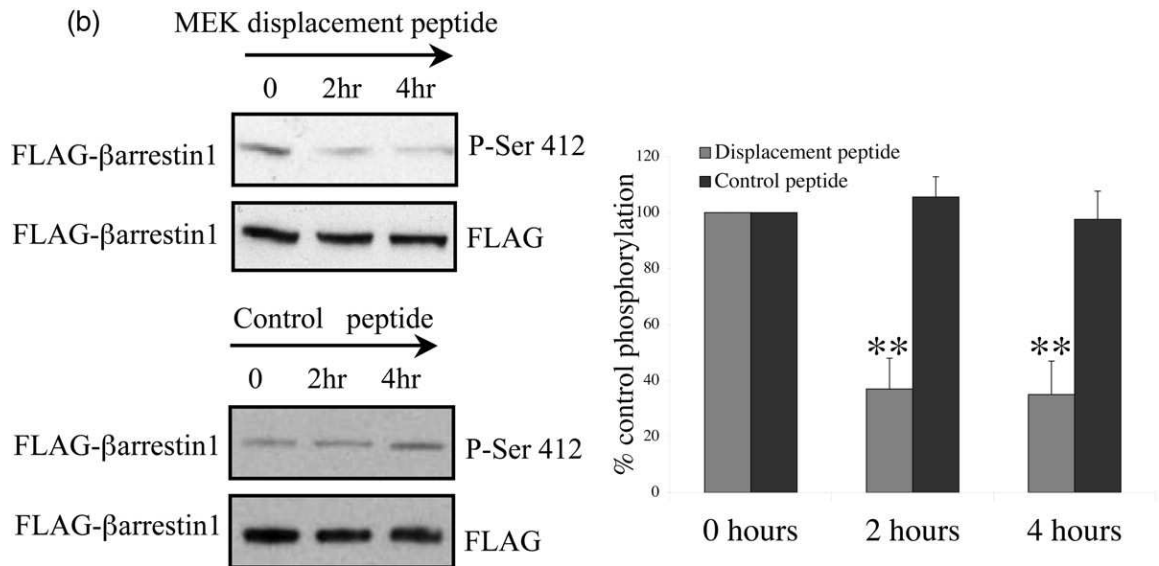 (b)
MEK displacement peptide
0 2hr 4hr
FLAG-βarrestin1 P-Ser 412
FLAG-βarrestin1 FLAG
Control peptide
0 2hr 4hr
FLAG-βarrestin1 P-Ser 412
FLAG-βarrestin1 FLAG
Displacement peptide
Control peptide
% control phosphorylation
120
100
80
60
40
20
0
** **
0 hours 2 hours 4 hours